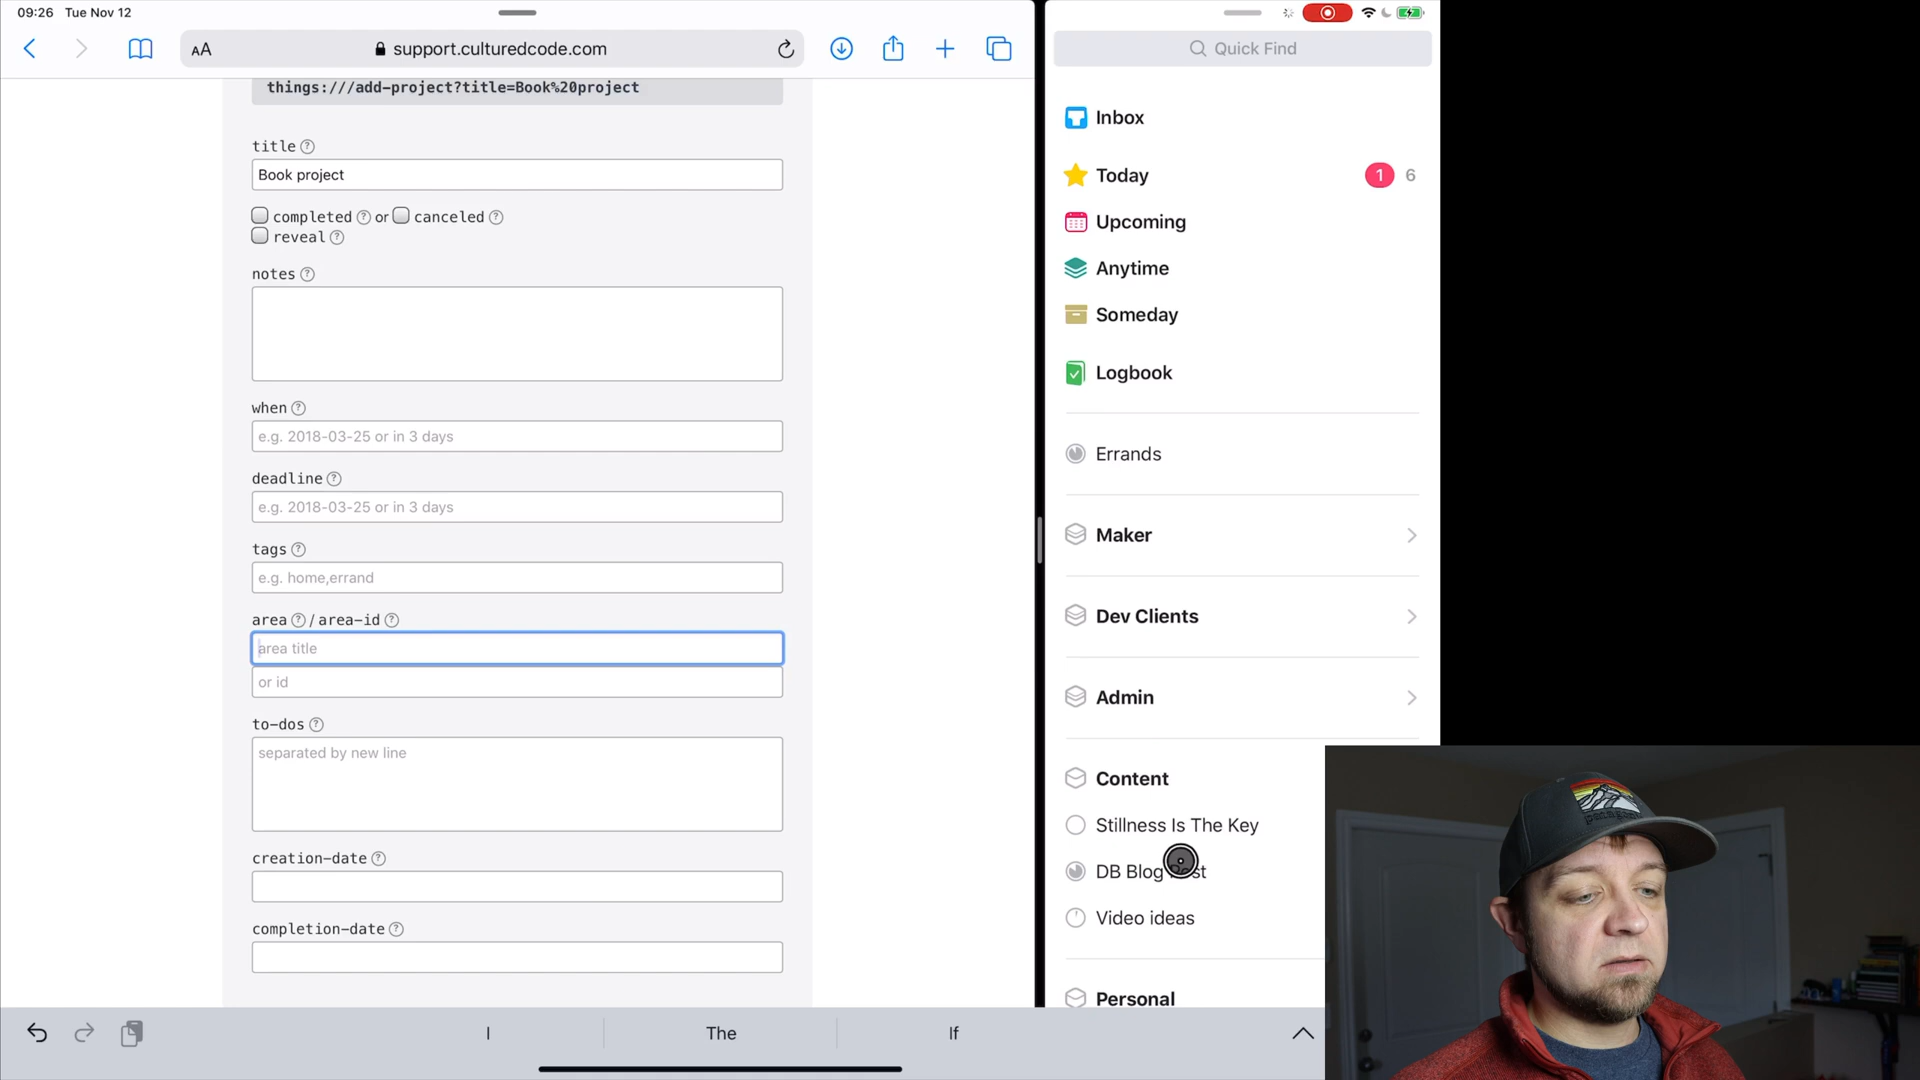 09:26 Tue Nov 12
AA
support.culturedcode.com
things:///add-project?title=Book%20project
title ?
Book project
completed ? or canceled ?
reveal ?
notes ?
when ?
e.g. 2018-03-25 or in 3 days
deadline ?
e.g. 2018-03-25 or in 3 days
tags ?
e.g. home,errand
area ? / area-id ?
area title
or id
to-dos ?
separated by new line
creation-date ?
completion-date ?
I The If
Quick Find
Inbox
Today 1 6
Upcoming
Anytime
Someday
Logbook
Errands
Maker
Dev Clients
Admin
Content
Stillness Is The Key
DB Blog
Video ideas
Personal